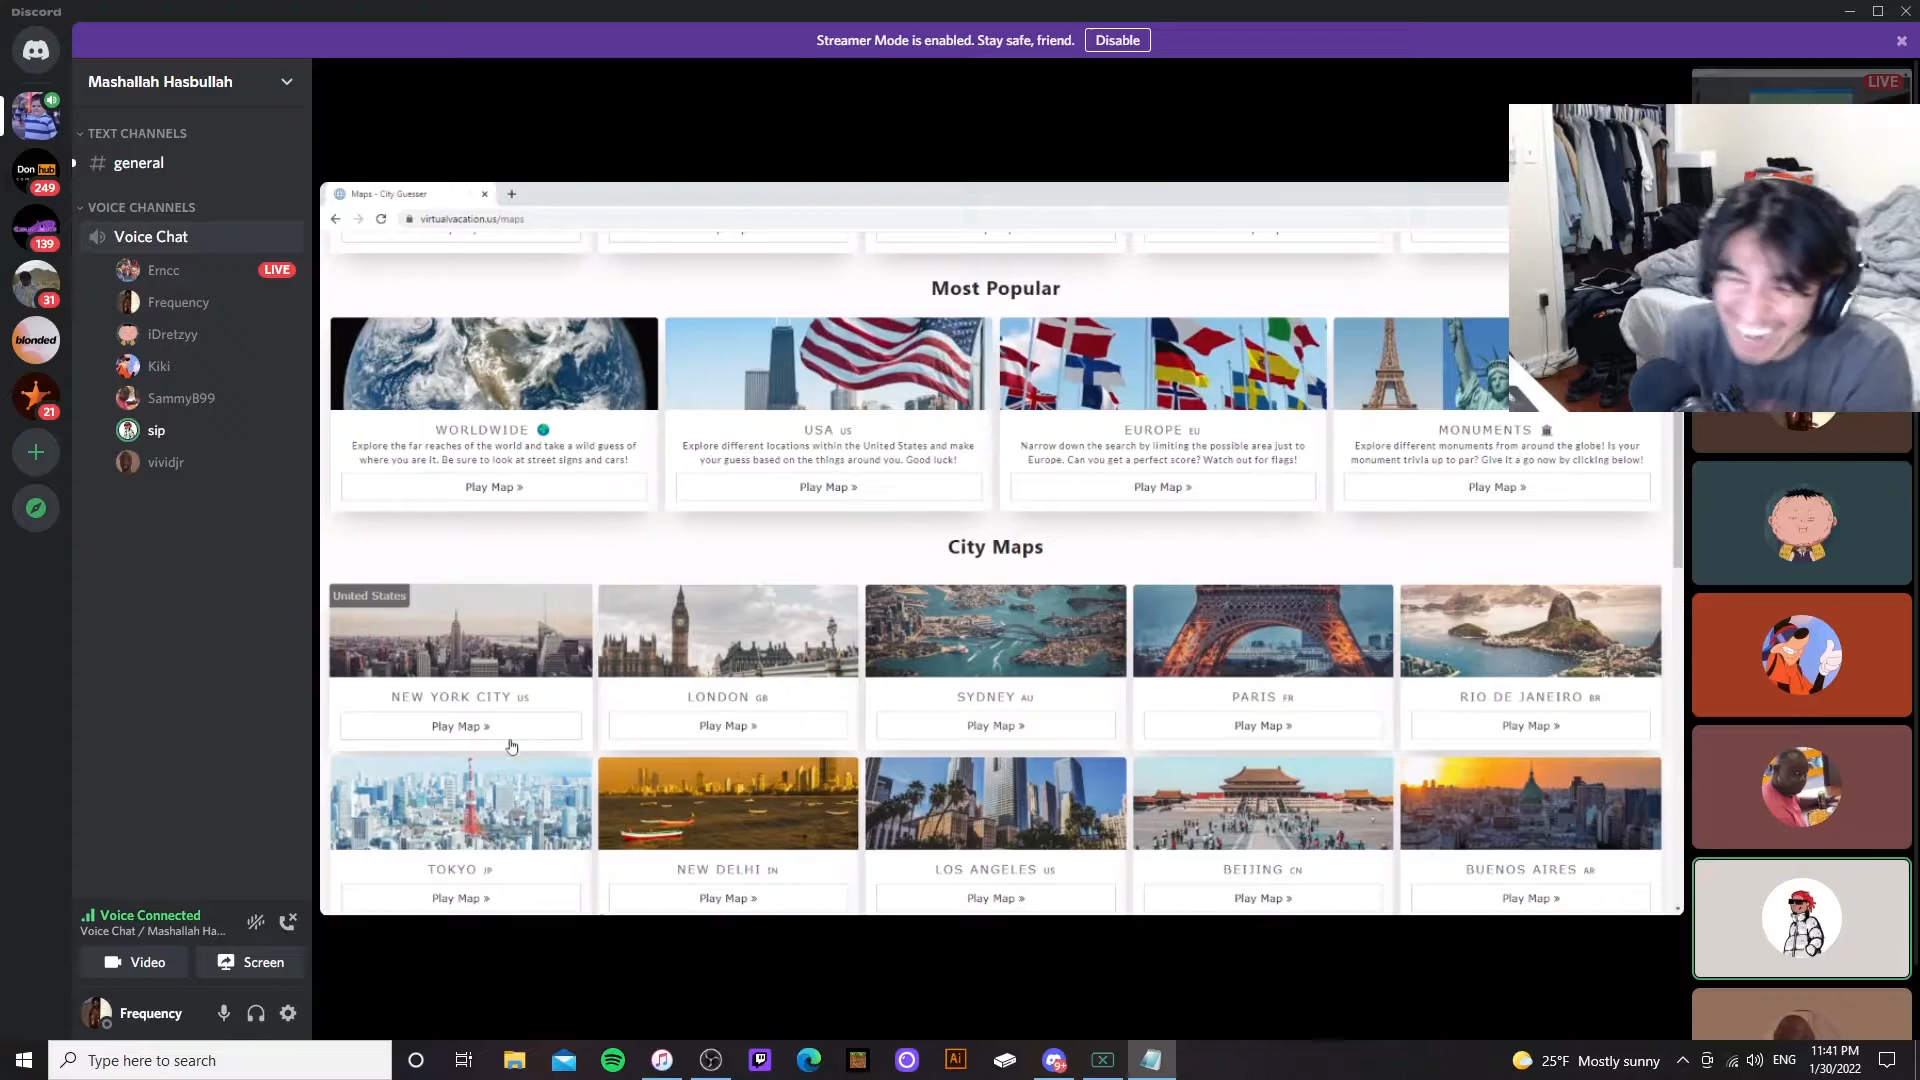 Discord
Streamer Mode is enabled. Stay safe, friend.
Disable
Mashallah Hasbullah
TEXT CHANNELS
general
VOICE CHANNELS
Voice Chat
Erncc
LIVE
Frequency
iDretzyy
Kiki
SammyB99
sip
vividjr
Don hub
249
139
31
blonded
21
Maps - City Guesser
virtualvacation.us/maps
Most Popular
WORLDWIDE
Explore the far reaches of the world and take a wild guess of
where you are it. Be sure to look at street signs and cars!
Play Map »
USA US
Explore different locations within the United States and make
your guess based on the things around you. Good luck!
Play Map »
EUROPE EU
Narrow down the search by limiting the possible area just to
Europe. Can you get a perfect score? Watch out for flags!
Play Map »
MONUMENTS
Explore different monuments from around the globe! Is your
monument trivia up to par? Give it a go now by clicking below!
Play Map »
City Maps
United States
NEW YORK CITY US
Play Map »
LONDON GB
Play Map »
SYDNEY AU
Play Map »
PARIS FR
Play Map »
RIO DE JANEIRO BR
Play Map »
TOKYO JP
Play Map »
NEW DELHI IN
Play Map »
LOS ANGELES US
Play Map »
BEIJING CN
Play Map »
BUENOS AIRES AR
Play Map »
LIVE
Voice Connected
Voice Chat / Mashallah Ha...
Video
Screen
Frequency
Type here to search
Ai
9+
25°F Mostly sunny
ENG
11:41 PM
1/30/2022